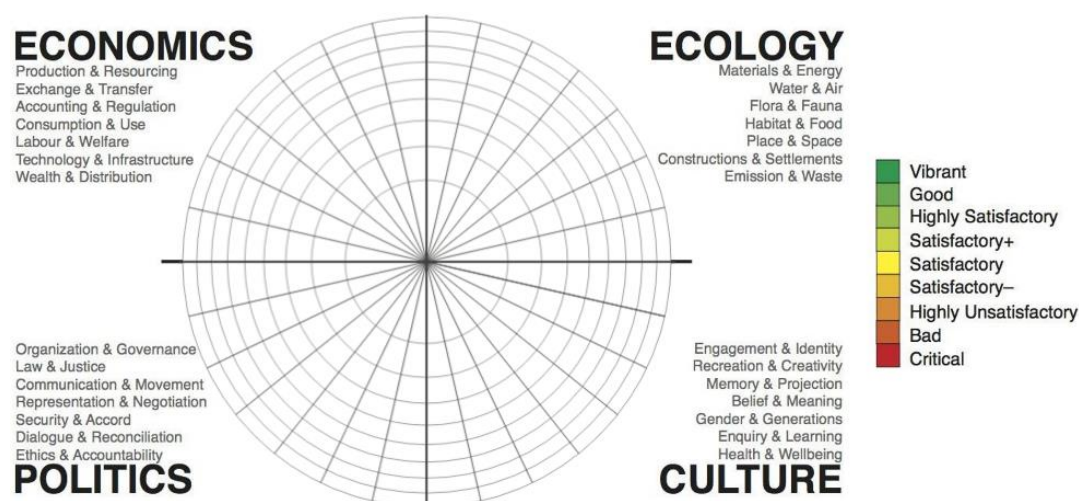 ECONOMICS
Production & Resourcing
Exchange & Transfer
Accounting & Regulation
Consumption & Use
Labour & Welfare
Technology & Infrastructure
Wealth & Distribution
ECOLOGY
Materials & Energy
Water & Air
Flora & Fauna
Habitat & Food
Place & Space
Constructions & Settlements
Emission & Waste
Vibrant
Good
Highly Satisfactory
Satisfactory+
Satisfactory
Satisfactory–
Highly Unsatisfactory
Bad
Critical
Organization & Governance
Law & Justice
Communication & Movement
Representation & Negotiation
Security & Accord
Dialogue & Reconciliation
Ethics & Accountability
POLITICS
Engagement & Identity
Recreation & Creativity
Memory & Projection
Belief & Meaning
Gender & Generations
Enquiry & Learning
Health & Wellbeing
CULTURE